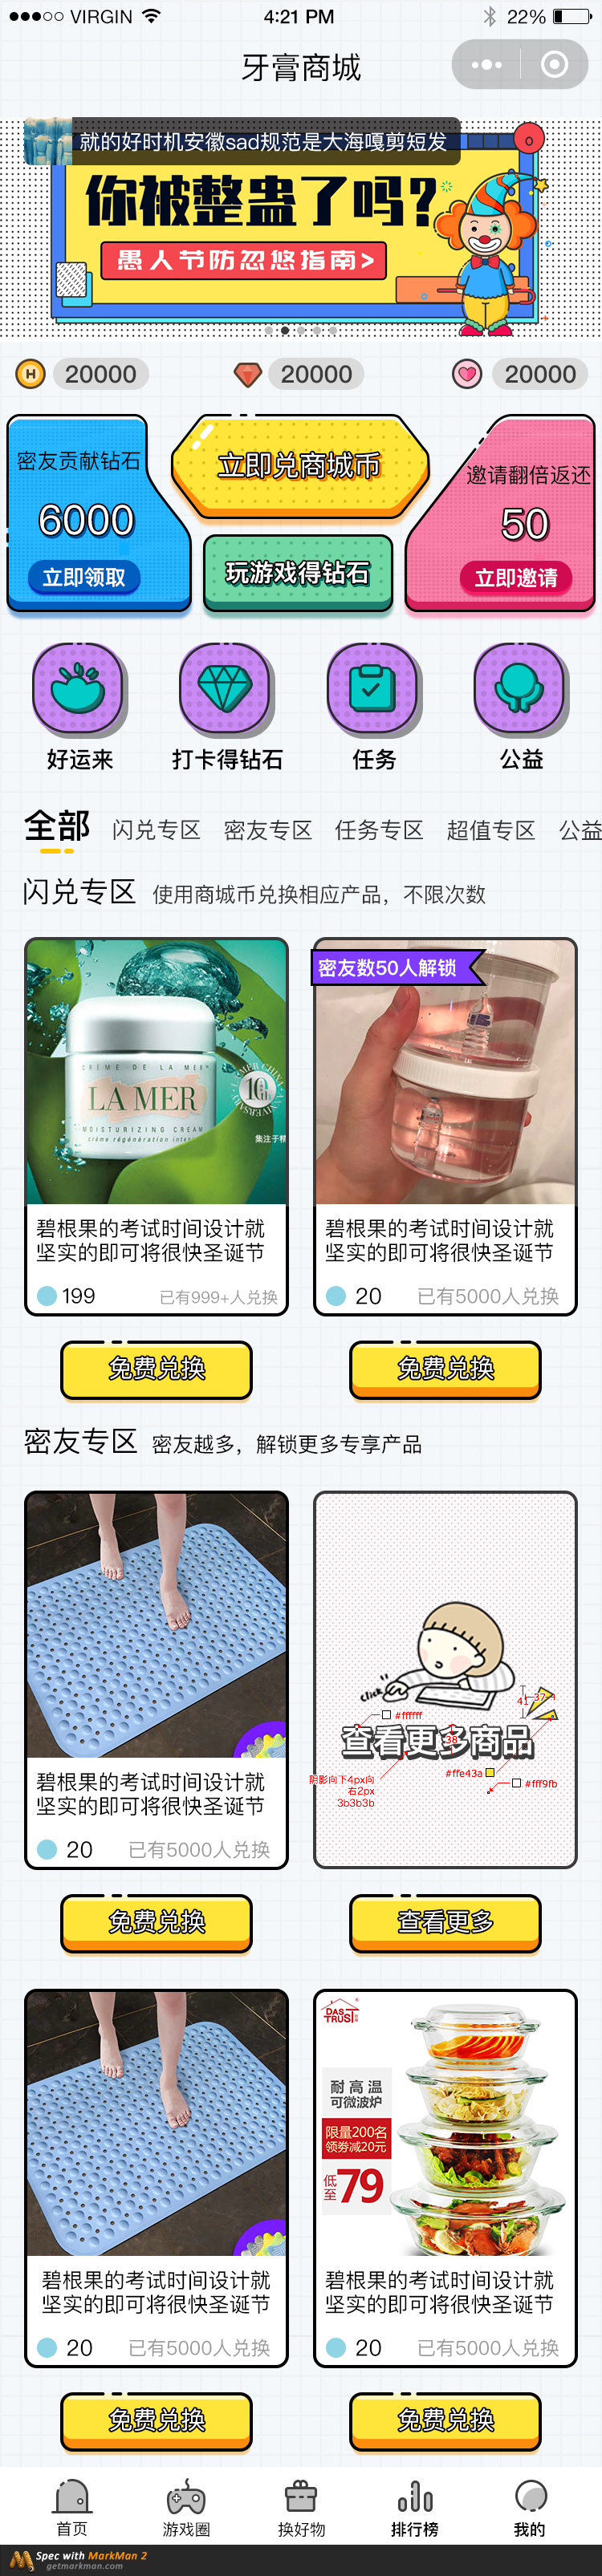 VIRGIN 4:21 PM 22%
牙膏商城
就的好时机安徽sad规范是大海嘎剪短发
你被整蛊了吗?
愚人节防忽悠指南>
20000 20000 20000
密友贡献钻石
6000
立即领取
立即兑商城币
玩游戏得钻石
邀请翻倍返还
50
立即邀请
好运来 打卡得钻石 任务 公益
全部 闪兑专区 密友专区 任务专区 超值专区 公益
闪兑专区 使用商城币兑换相应产品，不限次数
CRÈME DE LA MER
LA MER
MOISTURIZING CREAM
crème régénération
集注于精
密友数50人解锁
碧根果的考试时间设计就
坚实的即可将很快圣诞节
199 已有999+人兑换
碧根果的考试时间设计就
坚实的即可将很快圣诞节
20 已有5000人兑换
免费兑换 免费兑换
密友专区 密友越多，解锁更多专享产品
碧根果的考试时间设计就
坚实的即可将很快圣诞节
20 已有5000人兑换
click
41
37
#ffffff
查看更多商品
38
#ffe43a
#fff9fb
阴影向下4px向
右2px
3b3b3b
免费兑换 查看更多
碧根果的考试时间设计就
坚实的即可将很快圣诞节
20 已有5000人兑换
DAS
TRUST
耐高温
可微波炉
限量200名
领券减20元
低至79
碧根果的考试时间设计就
坚实的即可将很快圣诞节
20 已有5000人兑换
免费兑换 免费兑换
首页 游戏圈 换好物 排行榜 我的
Spec with MarkMan 2
getmarkman.com